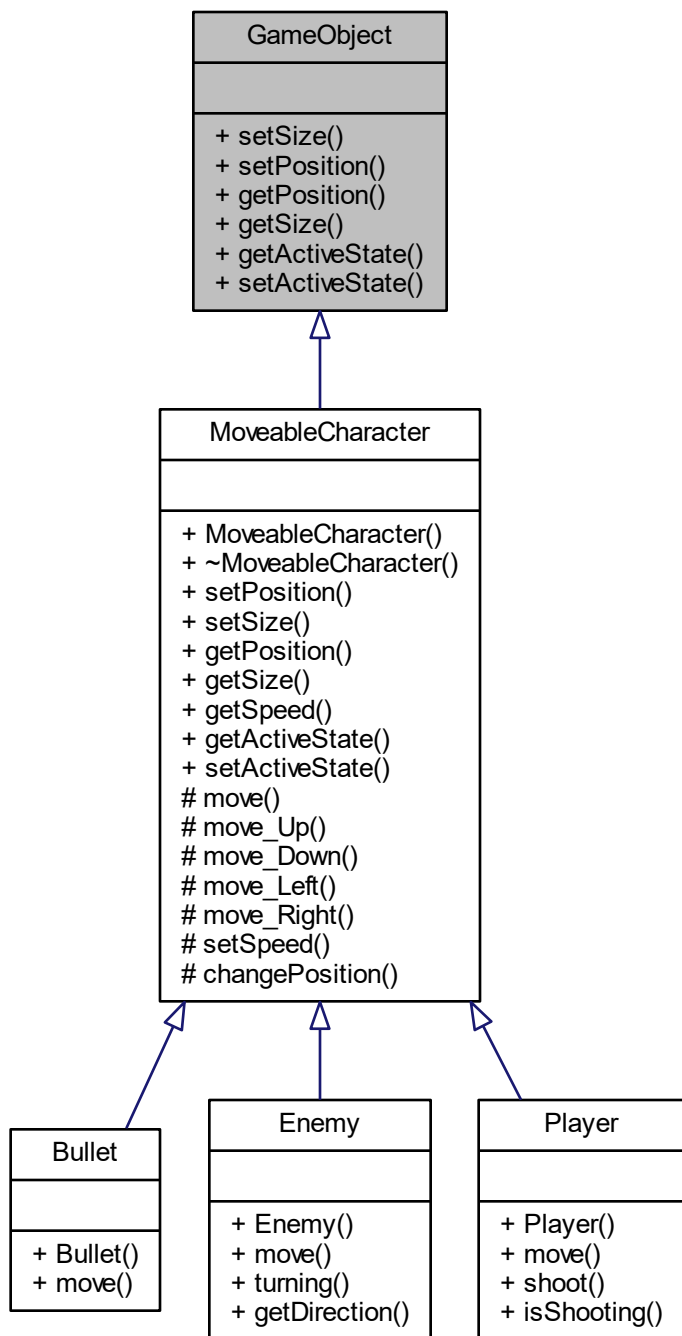 GameObject
+ setSize()
+ setPosition()
+ getPosition()
+ getSize()
+ getActiveState()
+ setActiveState()
MoveableCharacter
+ MoveableCharacter()
+ ~MoveableCharacter()
+ setPosition()
+ setSize()
+ getPosition()
+ getSize()
+ getSpeed()
+ getActiveState()
+ setActiveState()
# move()
# move_Up()
# move_Down()
# move_Left()
# move_Right()
# setSpeed()
# changePosition()
Bullet
+ Bullet()
+ move()
Enemy
+ Enemy()
+ move()
+ turning()
+ getDirection()
Player
+ Player()
+ move()
+ shoot()
+ isShooting()